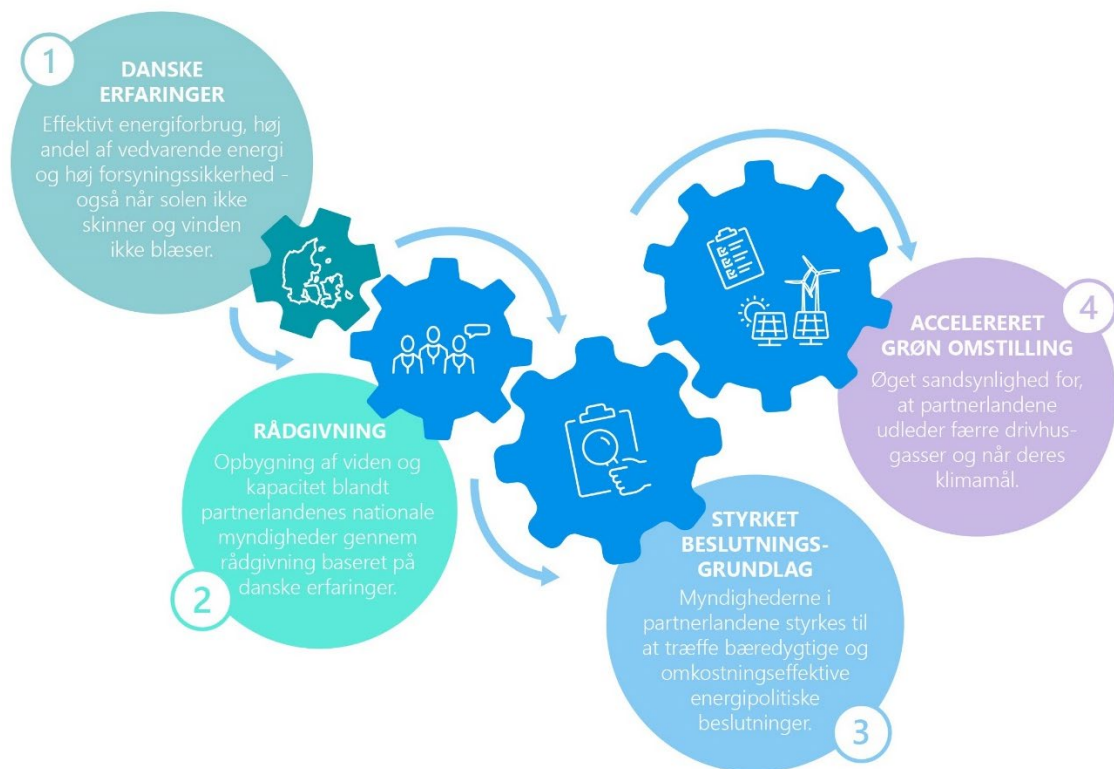 1
DANSKE
ERFARINGER
Effektivt energiforbrug, høj
andel af vedvarende energi
og høj forsyningssikkerhed -
også når solen ikke
skinner og vinden
ikke blæser.
RÅDGIVNING
Opbygning af viden og
kapacitet blandt
partnerlandenes nationale
myndigheder gennem
rådgivning baseret på
danske erfaringer.
2
STYRKET
BESLUTNINGS-
GRUNDLAG
Myndighederne i
partnerlandene styrkes til
at træffe bæredygtige og
omkostningseffektive
energipolitiske
beslutninger.
3
4
ACCELERERET
GRØN OMSTILLING
Øget sandsynlighed for,
at partnerlandene
udleder færre drivhus-
gasser og når deres
klimamål.